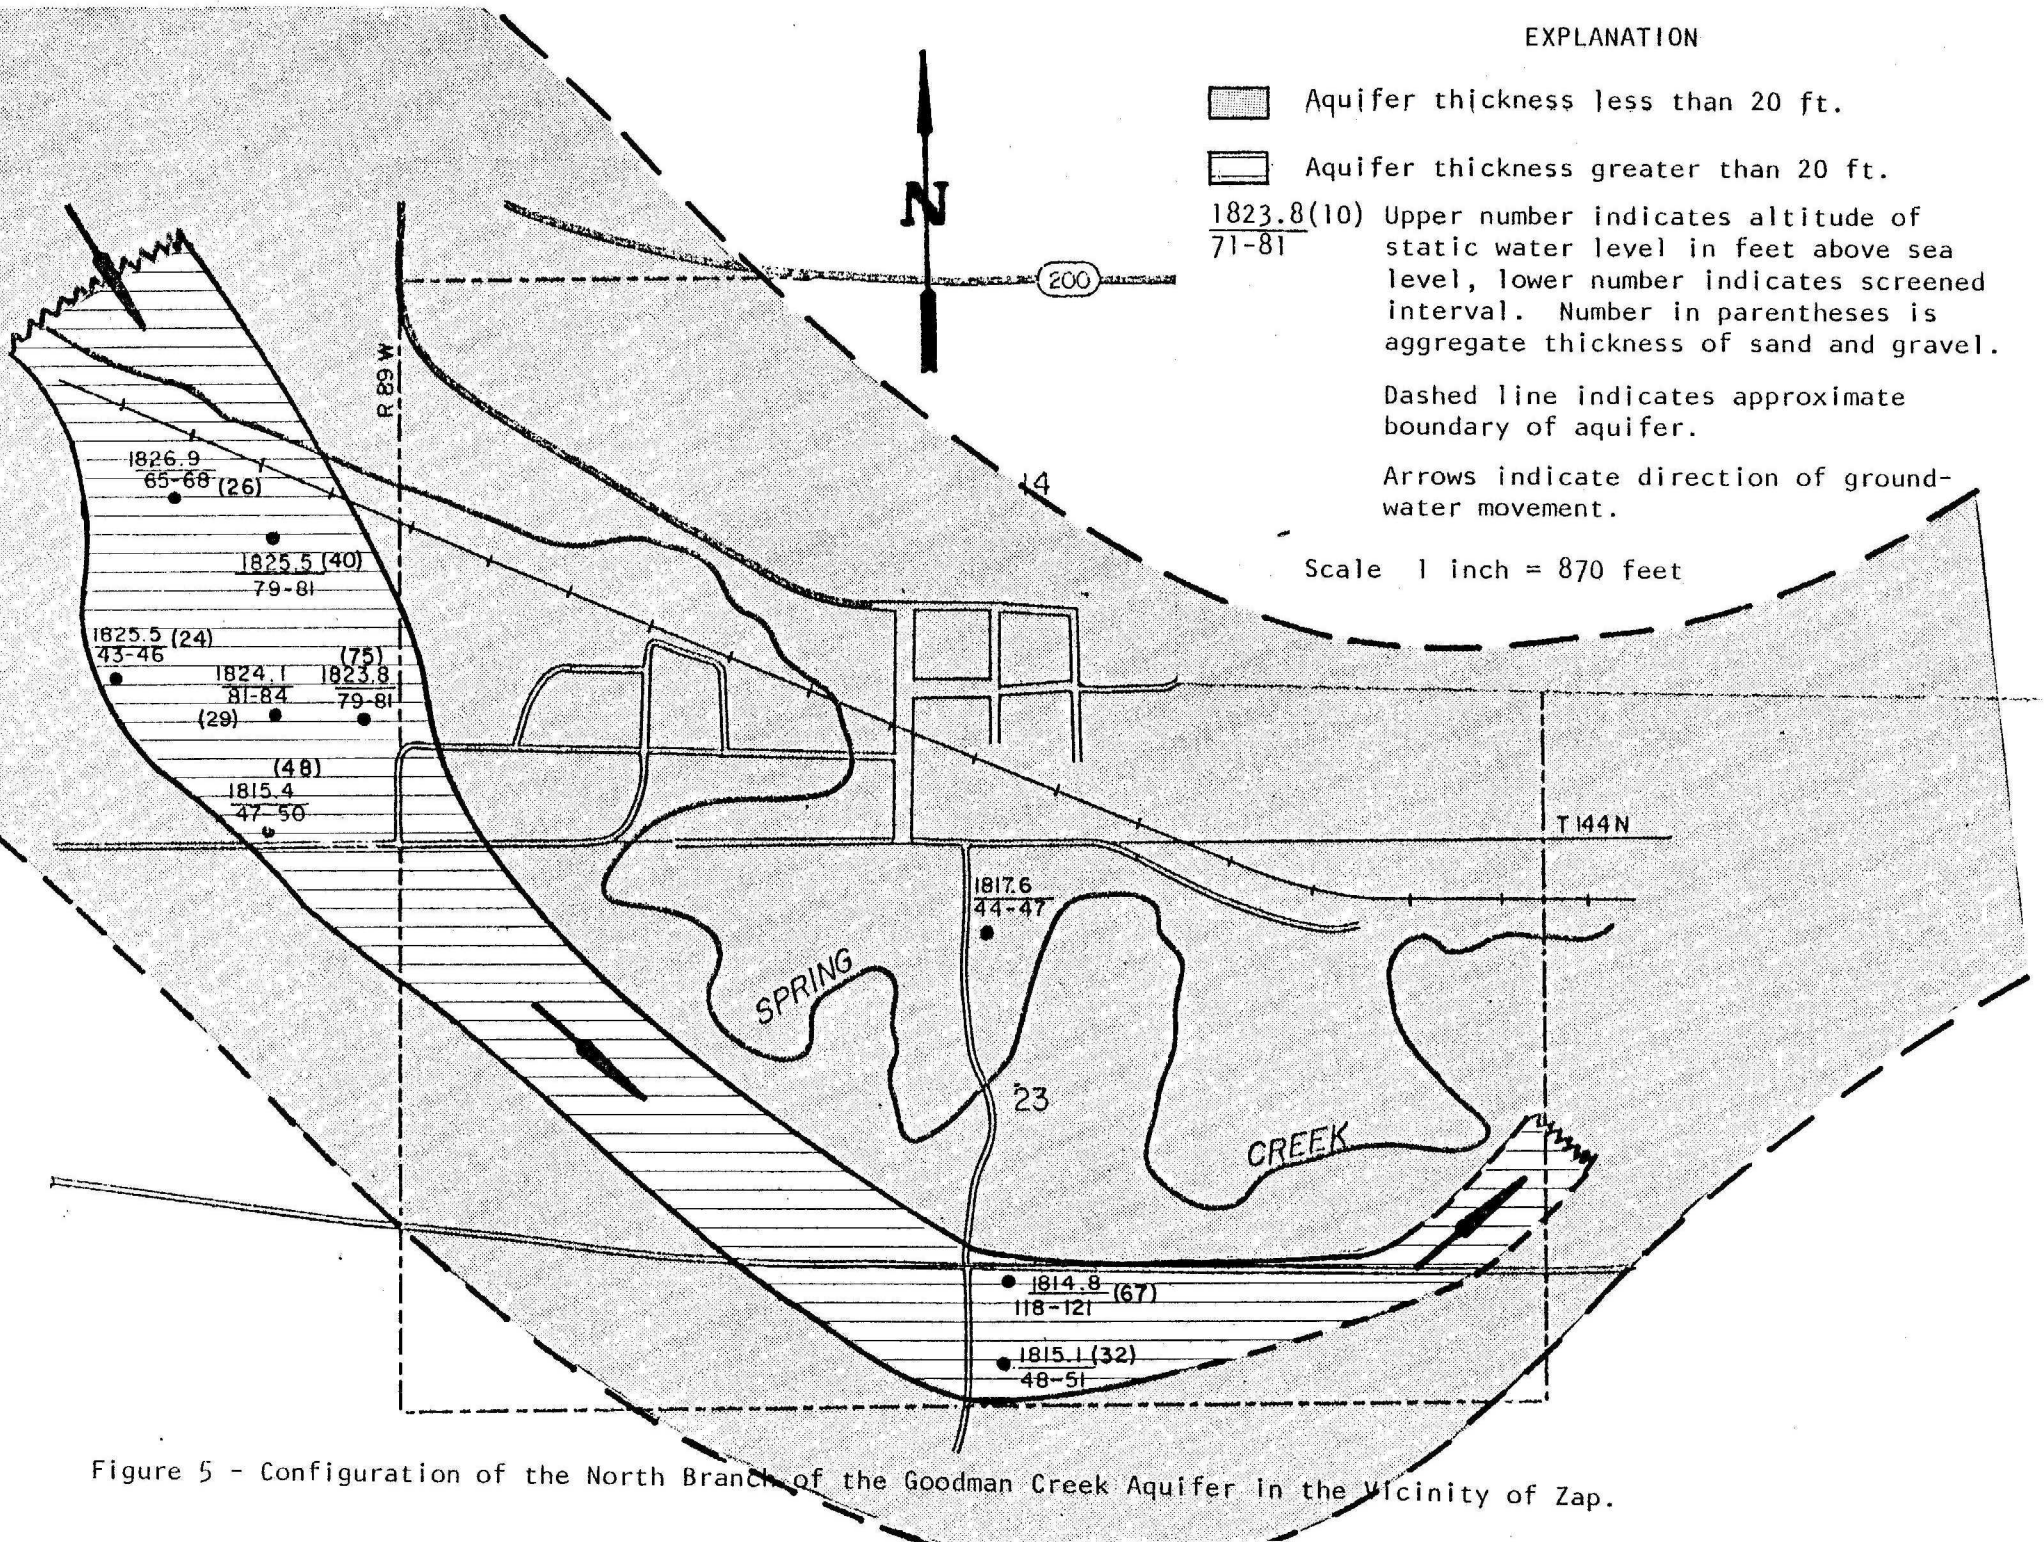 EXPLANATION
Aquifer thickness less than 20 ft.
Aquifer thickness greater than 20 ft.
1823.8(10)
71-81
Upper number indicates altitude of
static water level in feet above sea
level, lower number indicates screened
interval. Number in parentheses is
aggregate thickness of sand and gravel.
Dashed line indicates approximate
boundary of aquifer.
Arrows indicate direction of ground-
water movement.
Scale 1 inch = 870 feet
N
200
R 89 W
14
1826.9
65-68 (26)
1825.5 (40)
79-81
1825.5 (24)
43-46
1824.1
81-84
(29)
(75)
1823.8
79-81
(48)
1815.4
47-50
T 144 N
1817.6
44-47
SPRING
23
CREEK
1814.8 (67)
118-121
1815.1 (32)
48-51
Figure 5 - Configuration of the North Branch of the Goodman Creek Aquifer in the Vicinity of Zap.